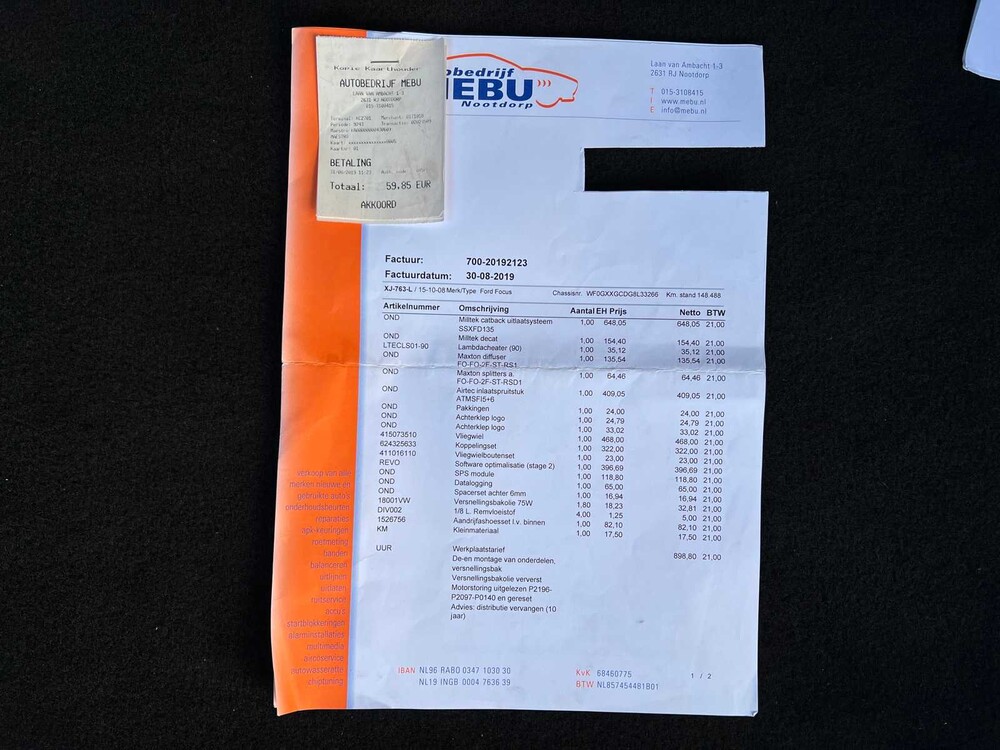 Kopie Kaarthouder
AUTOBEDRIJF MEBU
LAAN VAN AMBACHT 1-3
2631 RJ NOOTDORP
015-3108415
BETALING
Totaal: 59.85 EUR
AKKOORD
obedrijf
MEBU
Nootdorp
Laan van Ambacht 1-3
2631 RJ Nootdorp
T 015-3108415
I www.mebu.nl
E info@mebu.nl
Factuur: 700-20192123
Factuurdatum: 30-08-2019
XJ-763-L / 15-10-08 Merk/Type: Ford Focus Chassisnr. WF0GXXGCDG8L33266 Km. stand 148.488
Artikelnummer Omschrijving Aantal EH Prijs Netto BTW
OND Milltek catback uitlaatsysteem 1,00 648,05 648,05 21,00
SSXFD135
OND Milltek decat 1,00 154,40 154,40 21,00
LTECLS01-90 Lambdacheater (90) 1,00 35,12 35,12 21,00
OND Maxton diffuser 1,00 135,54 135,54 21,00
FO-FO-2F-ST-RS1
OND Maxton splitters a. 1,00 64,46 64,46 21,00
FO-FO-2F-ST-RSD1
OND Airtec inlaatspruitstuk 1,00 409,05 409,05 21,00
ATMSFI5+6
OND Pakkingen 1,00 24,00 24,00 21,00
OND Achterklep logo 1,00 24,79 24,79 21,00
OND Achterklep logo 1,00 33,02 33,02 21,00
415073510 Vliegwiel 1,00 468,00 468,00 21,00
624325633 Koppelingset 1,00 322,00 322,00 21,00
411016110 Vliegwielboutenset 1,00 23,00 23,00 21,00
REVO Software optimalisatie (stage 2) 1,00 396,69 396,69 21,00
OND SPS module 1,00 118,80 118,80 21,00
OND Datalogging 1,00 65,00 65,00 21,00
OND Spacerset achter 6mm 1,00 16,94 16,94 21,00
18001VW Versnellingsbakolie 75W 1,80 18,23 32,81 21,00
DIV002 1/8 L. Remvloeistof 4,00 1,25 5,00 21,00
1526756 Aandrijfashoesset l.v. binnen 1,00 82,10 82,10 21,00
KM Kleinmateriaal 1,00 17,50 17,50 21,00
UUR Werkplaatstarief 898,80 21,00
De-en montage van onderdelen,
versnellingsbak
Versnellingsbakolie ververst
Motorstoring uitgelezen P2196-
P2097-P0140 en gereset
Advies: distributie vervangen (10
jaar)
verkoop van alle
merken nieuwe en
gebruikte auto's
onderhoudsbeurten
reparaties
apk-keuringen
roetmeting
banden
balanceren
uitlijnen
uitlaten
ruitservice
accu's
startblokkeringen
alarminstallaties
multimedia
aircoservice
autowasserette
chiptuning
IBAN NL96 RABO 0347 1030 30
NL19 INGB 0004 7636 39
KvK 68460775
BTW NL857454481B01
1 / 2